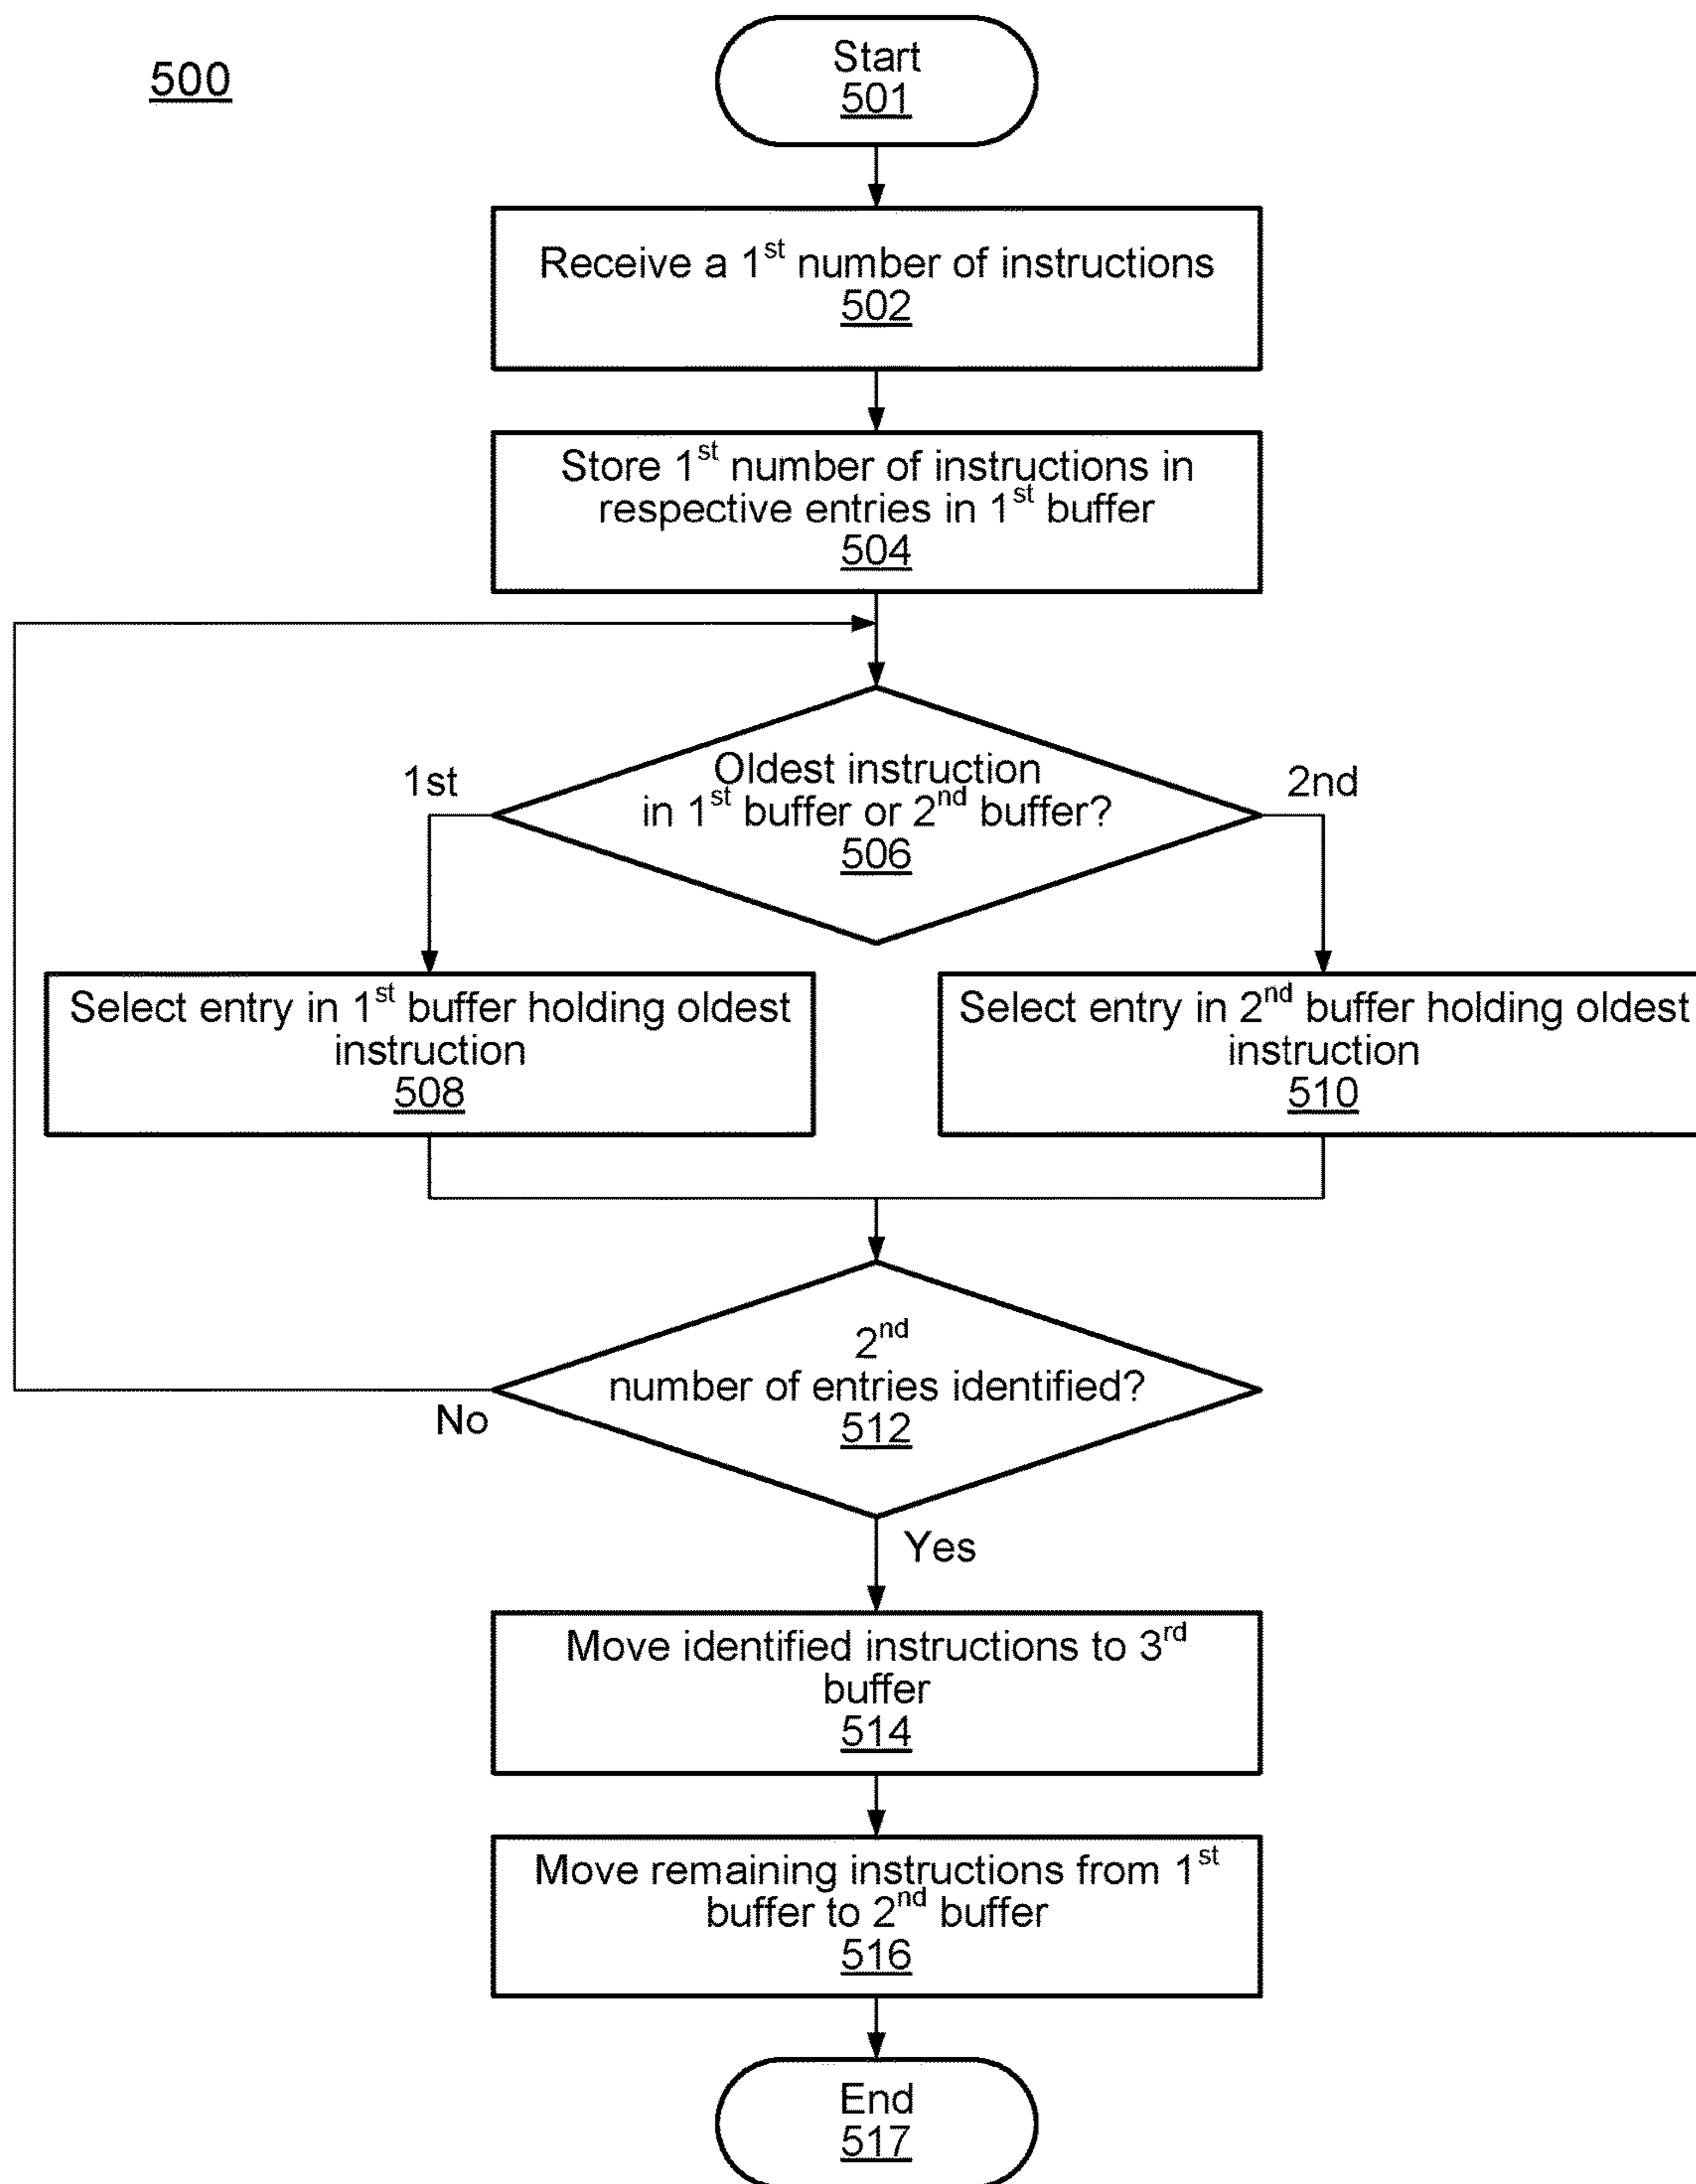 500
Start
501
Receive a 1st number of instructions
502
Store 1st number of instructions in
respective entries in 1st buffer
504
Oldest instruction
in 1st buffer or 2nd buffer?
506
1st
2nd
Select entry in 1st buffer holding oldest
instruction
508
Select entry in 2nd buffer holding oldest
instruction
510
2nd
number of entries identified?
512
No
Yes
Move identified instructions to 3rd
buffer
514
Move remaining instructions from 1st
buffer to 2nd buffer
516
End
517